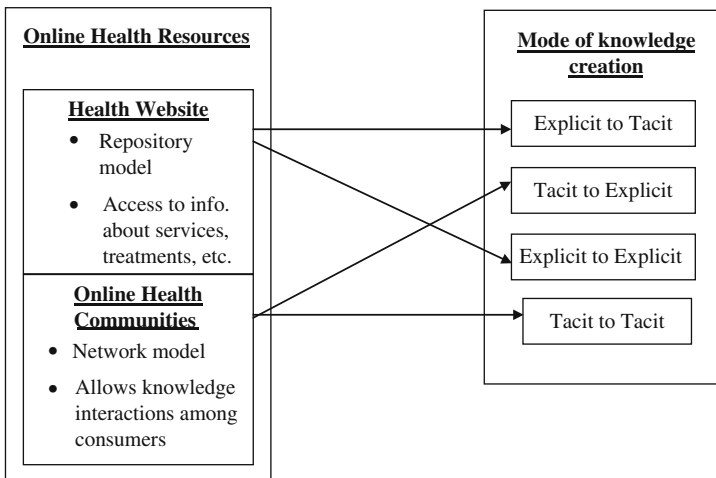 Online Health Resources
Health Website
• Repository
model
• Access to info.
about services,
treatments, etc.
Online Health
Communities
• Network model
• Allows knowledge
interactions among
consumers
Mode of knowledge
creation
Explicit to Tacit
Tacit to Explicit
Explicit to Explicit
Tacit to Tacit